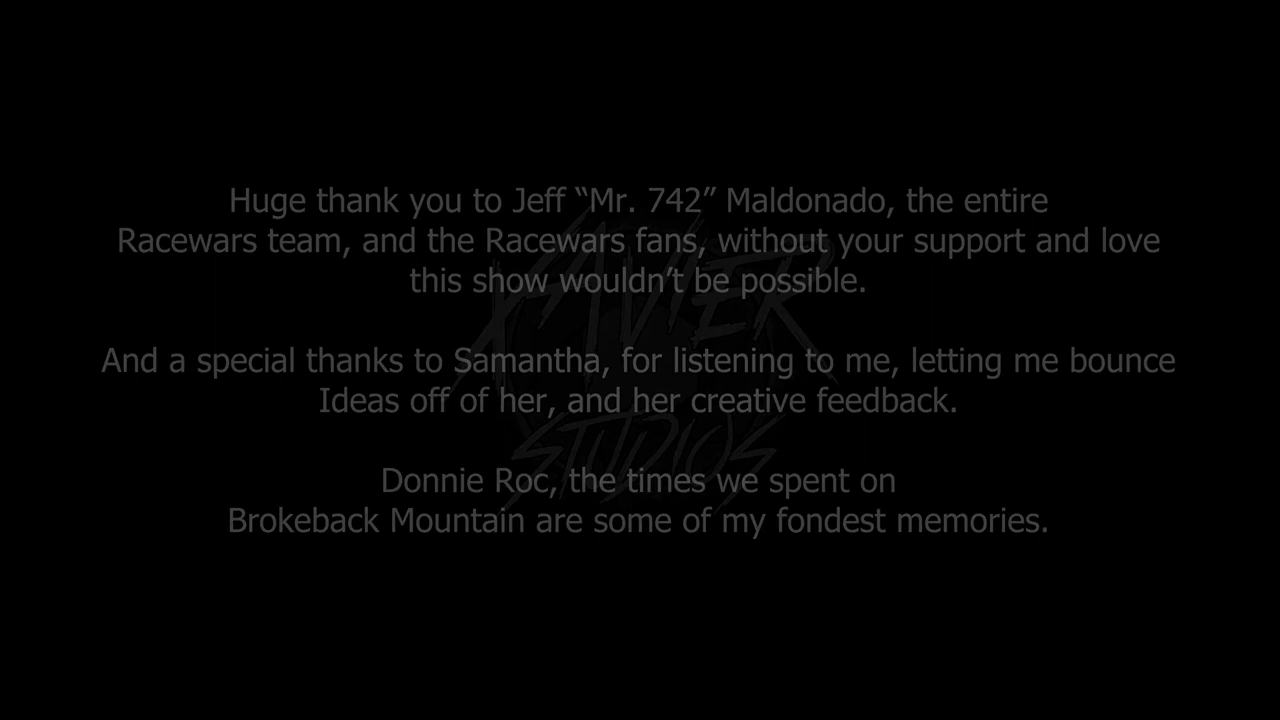 Huge thank you to Jeff “Mr. 742” Maldonado, the entire
Racewars team, and the Racewars fans, without your support and love
this show wouldn’t be possible.
And a special thanks to Samantha, for listening to me, letting me bounce
Ideas off of her, and her creative feedback.
Donnie Roc, the times we spent on
Brokeback Mountain are some of my fondest memories.
XAVIER
STUDIOS